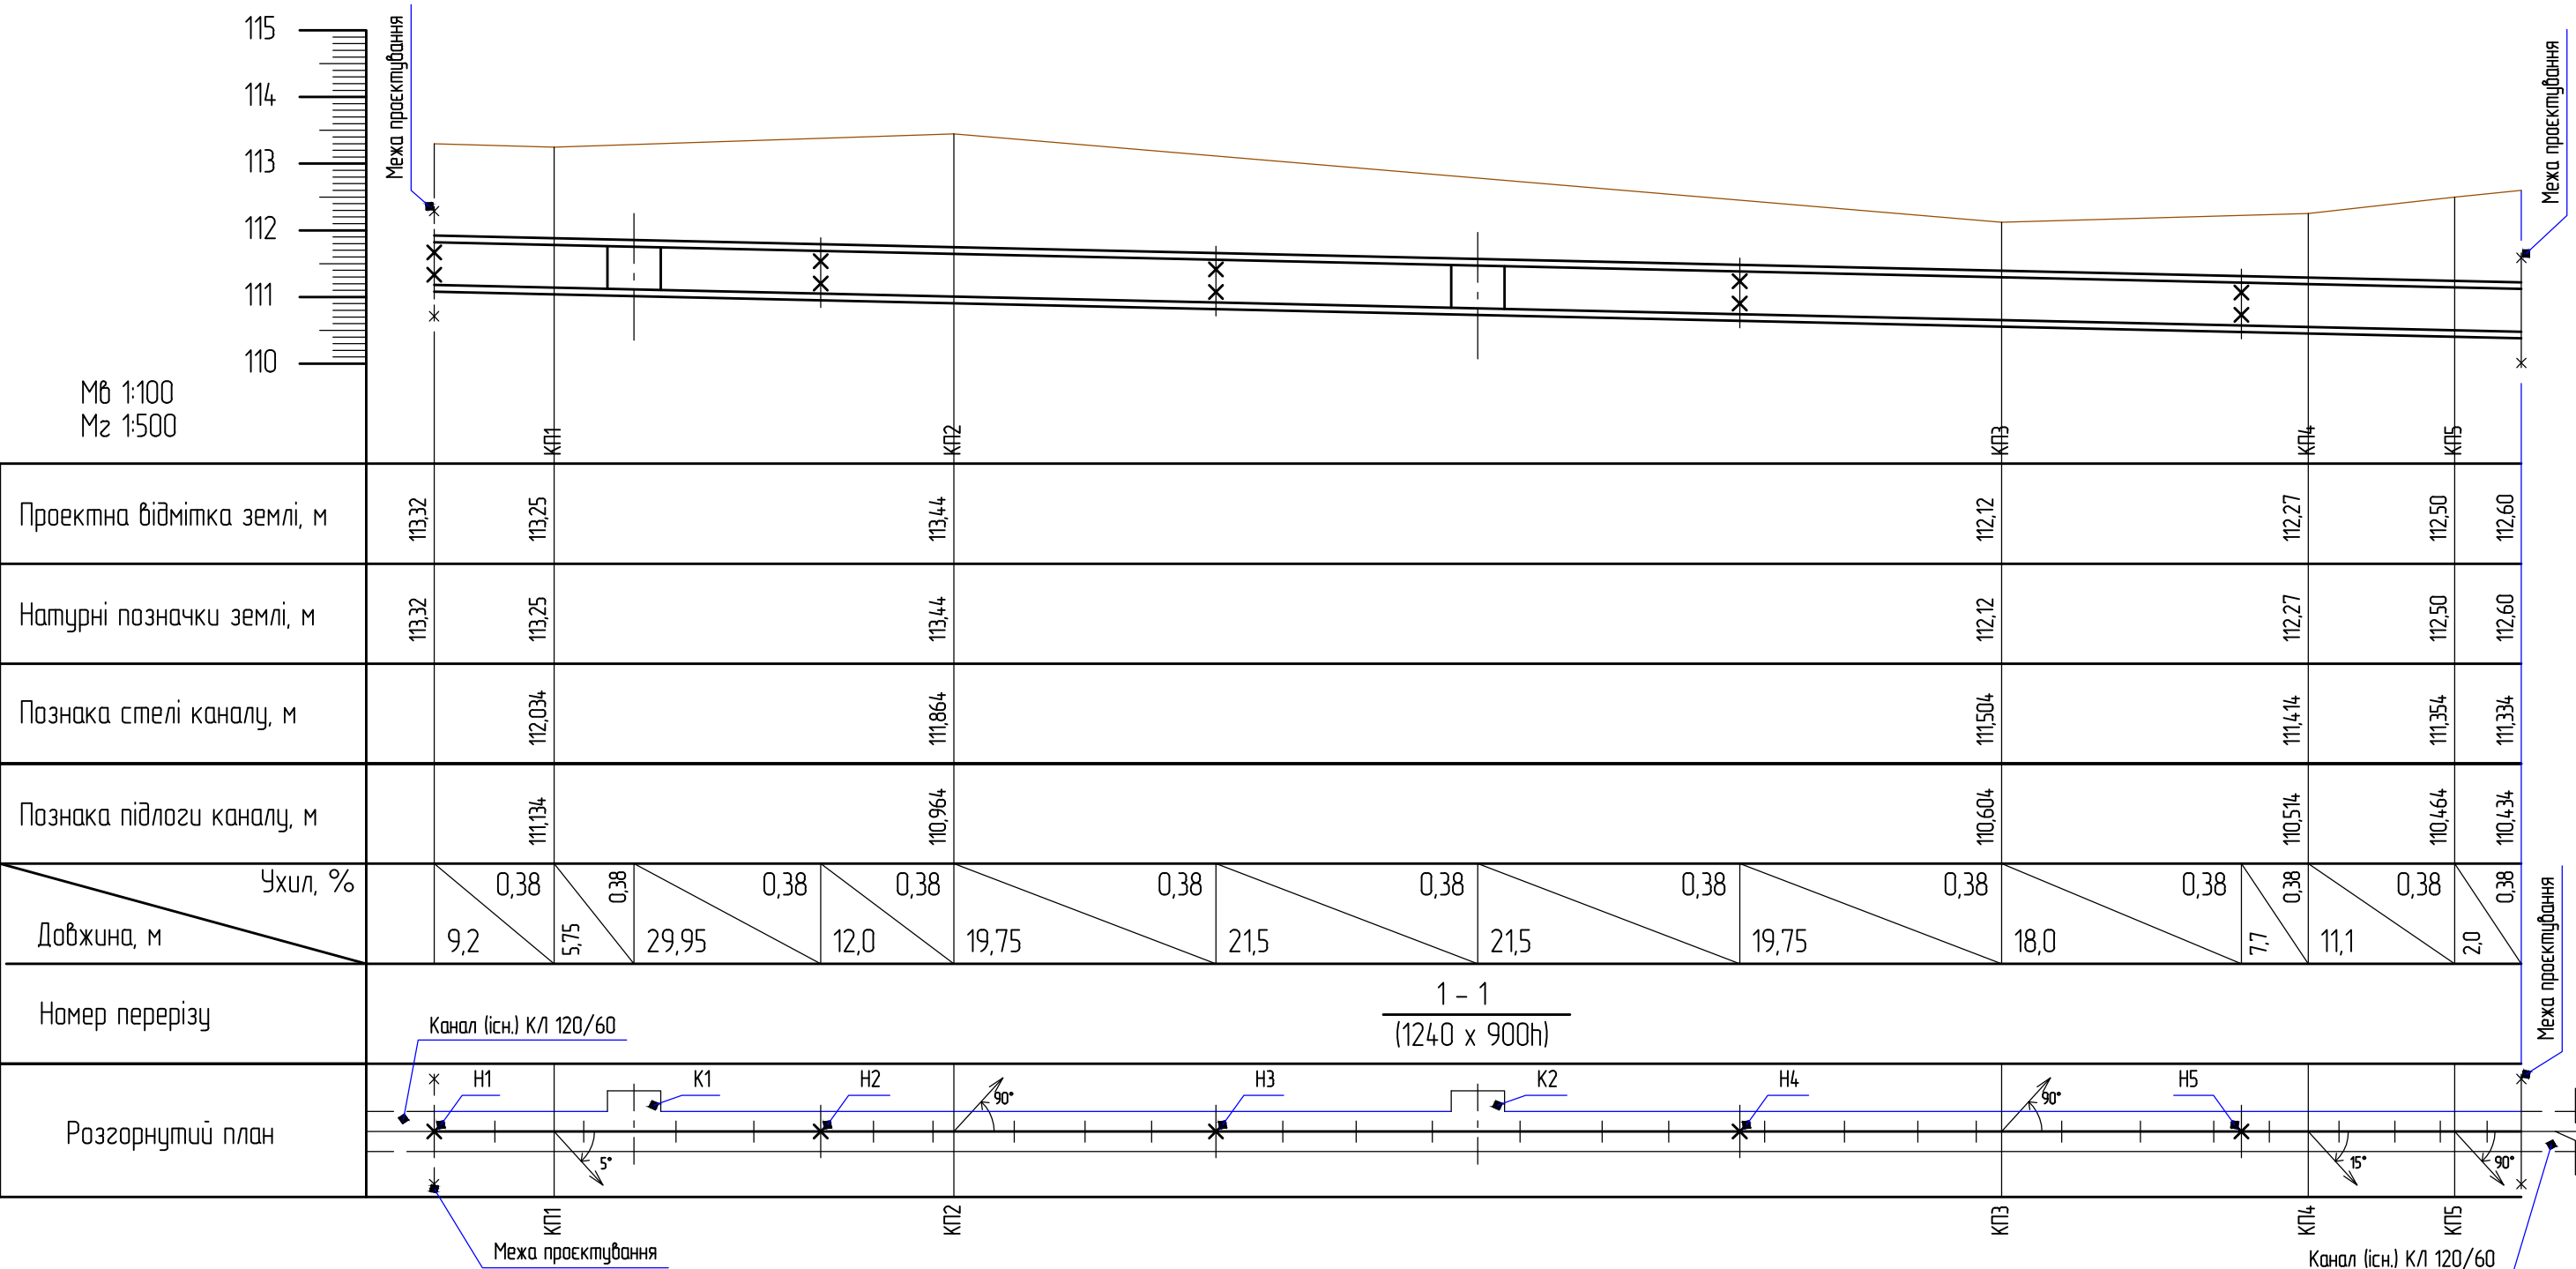 115
114
113
112
111
110
Мв 1:100
Мг 1:500
Межа проєктування
Межа проєктування
КП1
КП2
КП3
КП4
КП5
Проектна відмітка землі, м
113,32
113,25
113,44
112,12
112,27
112,50
112,60
Натурні позначки землі, м
113,32
113,25
113,44
112,12
112,27
112,50
112,60
Познака стелі каналу, м
112,034
111,864
111,504
111,414
111,354
111,334
Познака підлоги каналу, м
111,134
110,964
110,604
110,514
110,464
110,434
Ухил, %
0,38
0,38
0,38
0,38
0,38
0,38
0,38
0,38
0,38
0,38
0,38
0,38
Довжина, м
9,2
5,75
29,95
12,0
19,75
21,5
21,5
19,75
18,0
7,7
11,1
2,0
Межа проєктування
Номер перерізу
1 - 1
(1240 х 900h)
Канал (існ.) КЛ 120/60
Розгорнутий план
Н1
К1
Н2
Н3
К2
Н4
Н5
5°
90°
90°
15°
90°
КП1
КП2
КП3
КП4
КП5
Межа проєктування
Канал (існ.) КЛ 120/60